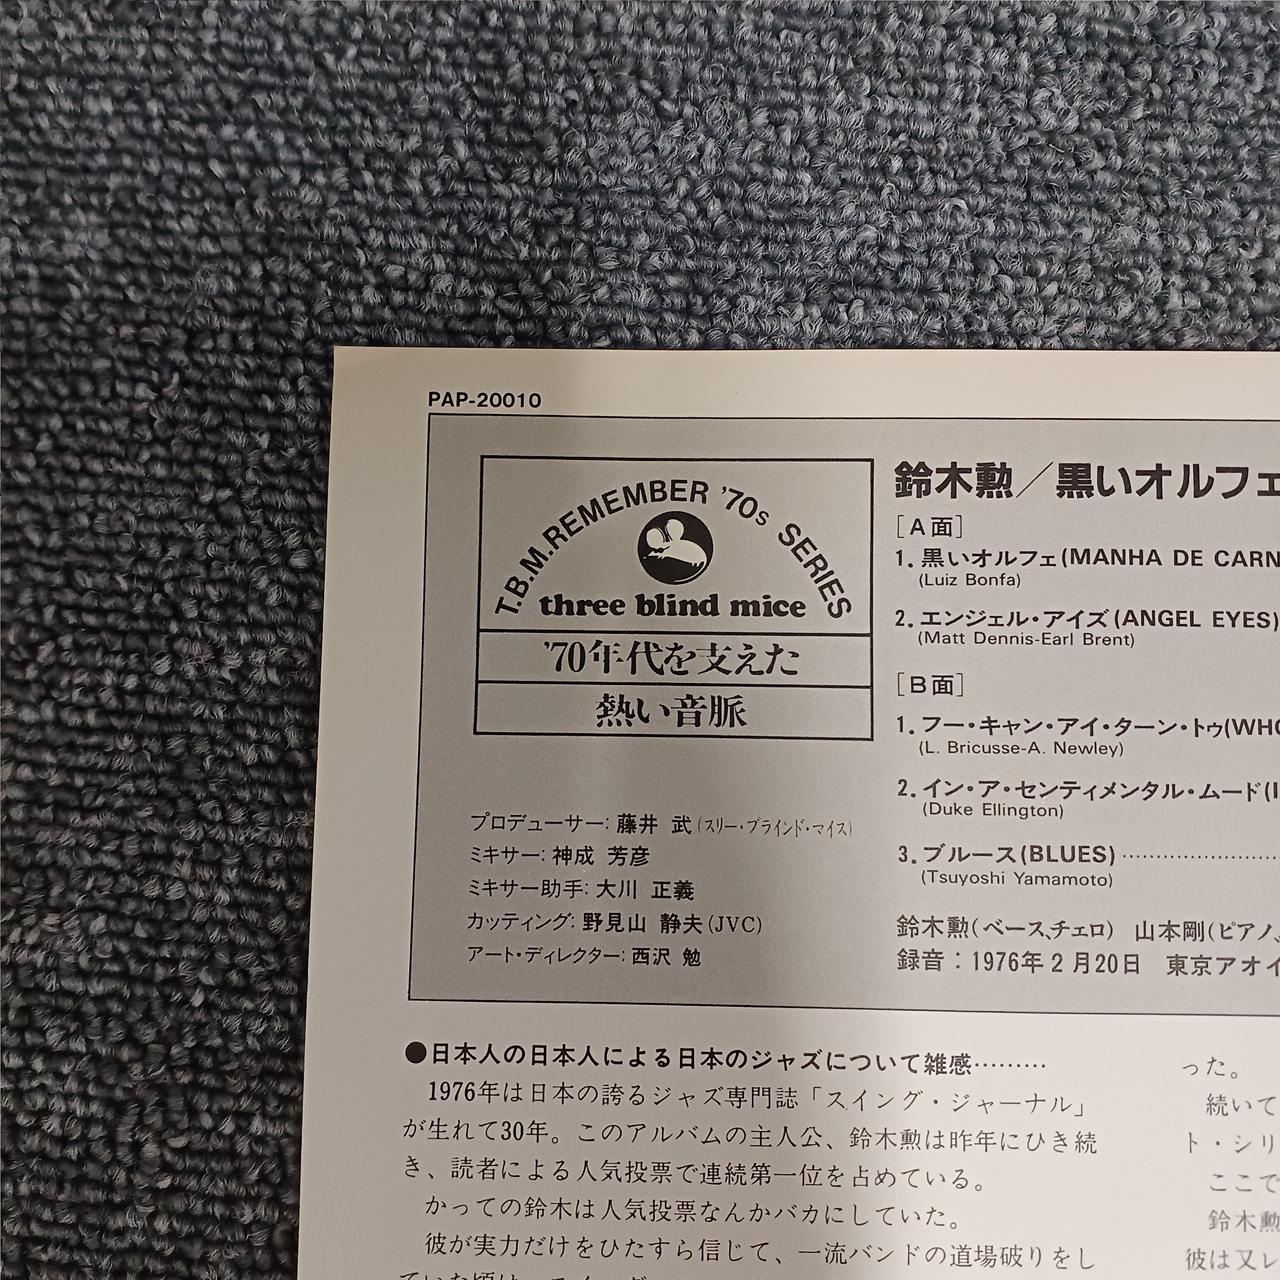 PAP-20010
T.B.M. REMEMBER '70s SERIES
three blind mice
'70年代を支えた
熱い音脈
プロデューサー: 藤井 武 (スリー・ブラインド・マイス)
ミキサー: 神成 芳彦
ミキサー助手: 大川 正義
カッティング: 野見山 静夫 (JVC)
アート・ディレクター: 西沢 勉
鈴木勲／黒いオルフェ
[A面]
1. 黒いオルフェ(MANHA DE CARN
(Luiz Bonfa)
2. エンジェル・アイズ(ANGEL EYES)
(Matt Dennis-Earl Brent)
[B面]
1. フー・キャン・アイ・ターン・トゥ(WHO
(L. Bricusse-A. Newley)
2. イン・ア・センティメンタル・ムード(I
(Duke Ellington)
3. ブルース(BLUES) ……………………
(Tsuyoshi Yamamoto)
鈴木勲(ベース、チェロ) 山本剛(ピアノ、
録音：1976年2月20日 東京アオイ
●日本人の日本人による日本のジャズについて雑感………
1976年は日本の誇るジャズ専門誌「スイング・ジャーナル」
が生れて30年。このアルバムの主人公、鈴木勲は昨年にひき続
き、読者による人気投票で連続第一位を占めている。
かっての鈴木は人気投票なんかバカにしていた。
彼が実力だけをひたすら信じて、一流バンドの道場破りをし
った。
続いて
ト・シリ
ここで
鈴木勲
彼は又レ